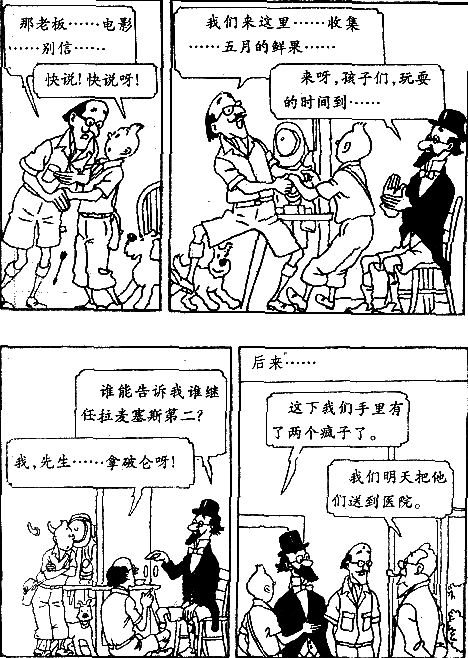 那老板……电影
……别信……
快说!快说呀!
我们来这里……收集
……五月的鲜果……
来呀,孩子们,玩耍
的时间到……
谁能告诉我谁继
任拉麦塞斯第二?
我,先生……拿破仑呀!
后来……
这下我们手里有
了两个疯子了。
我们明天把他
们送到医院。